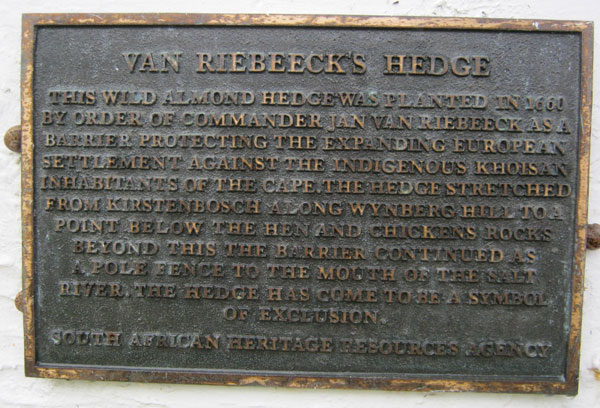 VAN RIEBEECK'S HEDGE
THIS WILD ALMOND HEDGE WAS PLANTED IN 1660
BY ORDER OF COMMANDER JAN VAN RIEBEECK AS A
BARRIER PROTECTING THE EXPANDING EUROPEAN
SETTLEMENT AGAINST THE INDIGENOUS KHOISAN
INHABITANTS OF THE CAPE. THE HEDGE STRETCHED
FROM KIRSTENBOSCH ALONG WYNBERG HILL TO A
POINT BELOW THE HEN AND CHICKENS ROCKS
BEYOND THIS THE BARRIER CONTINUED AS
A POLE FENCE TO THE MOUTH OF THE SALT
RIVER. THE HEDGE HAS COME TO BE A SYMBOL
OF EXCLUSION.
SOUTH AFRICAN HERITAGE RESOURCES AGENCY